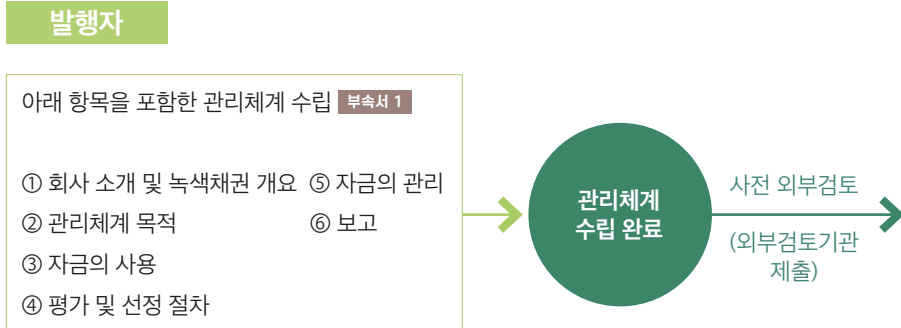 발행자
아래 항목을 포함한 관리체계 수립 부속서 1
① 회사 소개 및 녹색채권 개요 ⑤ 자금의 관리
② 관리체계 목적 ⑥ 보고
③ 자금의 사용
④ 평가 및 선정 절차
관리체계
수립 완료
사전 외부검토
(외부검토기관
제출)